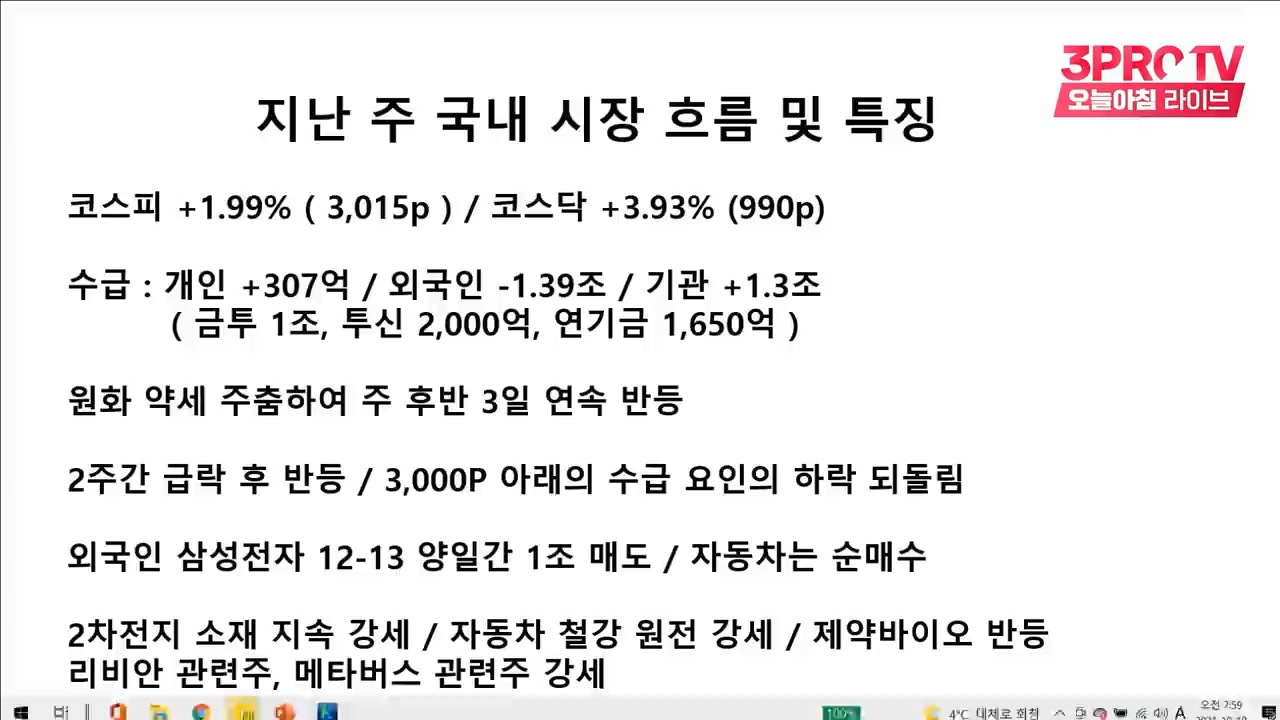 3PRO TV
오늘아침 라이브
지난 주 국내 시장 흐름 및 특징
코스피 +1.99% ( 3,015p ) / 코스닥 +3.93% (990p)
수급 : 개인 +307억 / 외국인 -1.39조 / 기관 +1.3조
( 금투 1조, 투신 2,000억, 연기금 1,650억 )
원화 약세 주춤하여 주 후반 3일 연속 반등
2주간 급락 후 반등 / 3,000P 아래의 수급 요인의 하락 되돌림
외국인 삼성전자 12-13 양일간 1조 매도 / 자동차는 순매수
2차전지 소재 지속 강세 / 자동차 철강 원전 강세 / 제약바이오 반등
리비안 관련주, 메타버스 관련주 강세
100% 4°C 대체로 화창 A 오전 7:59